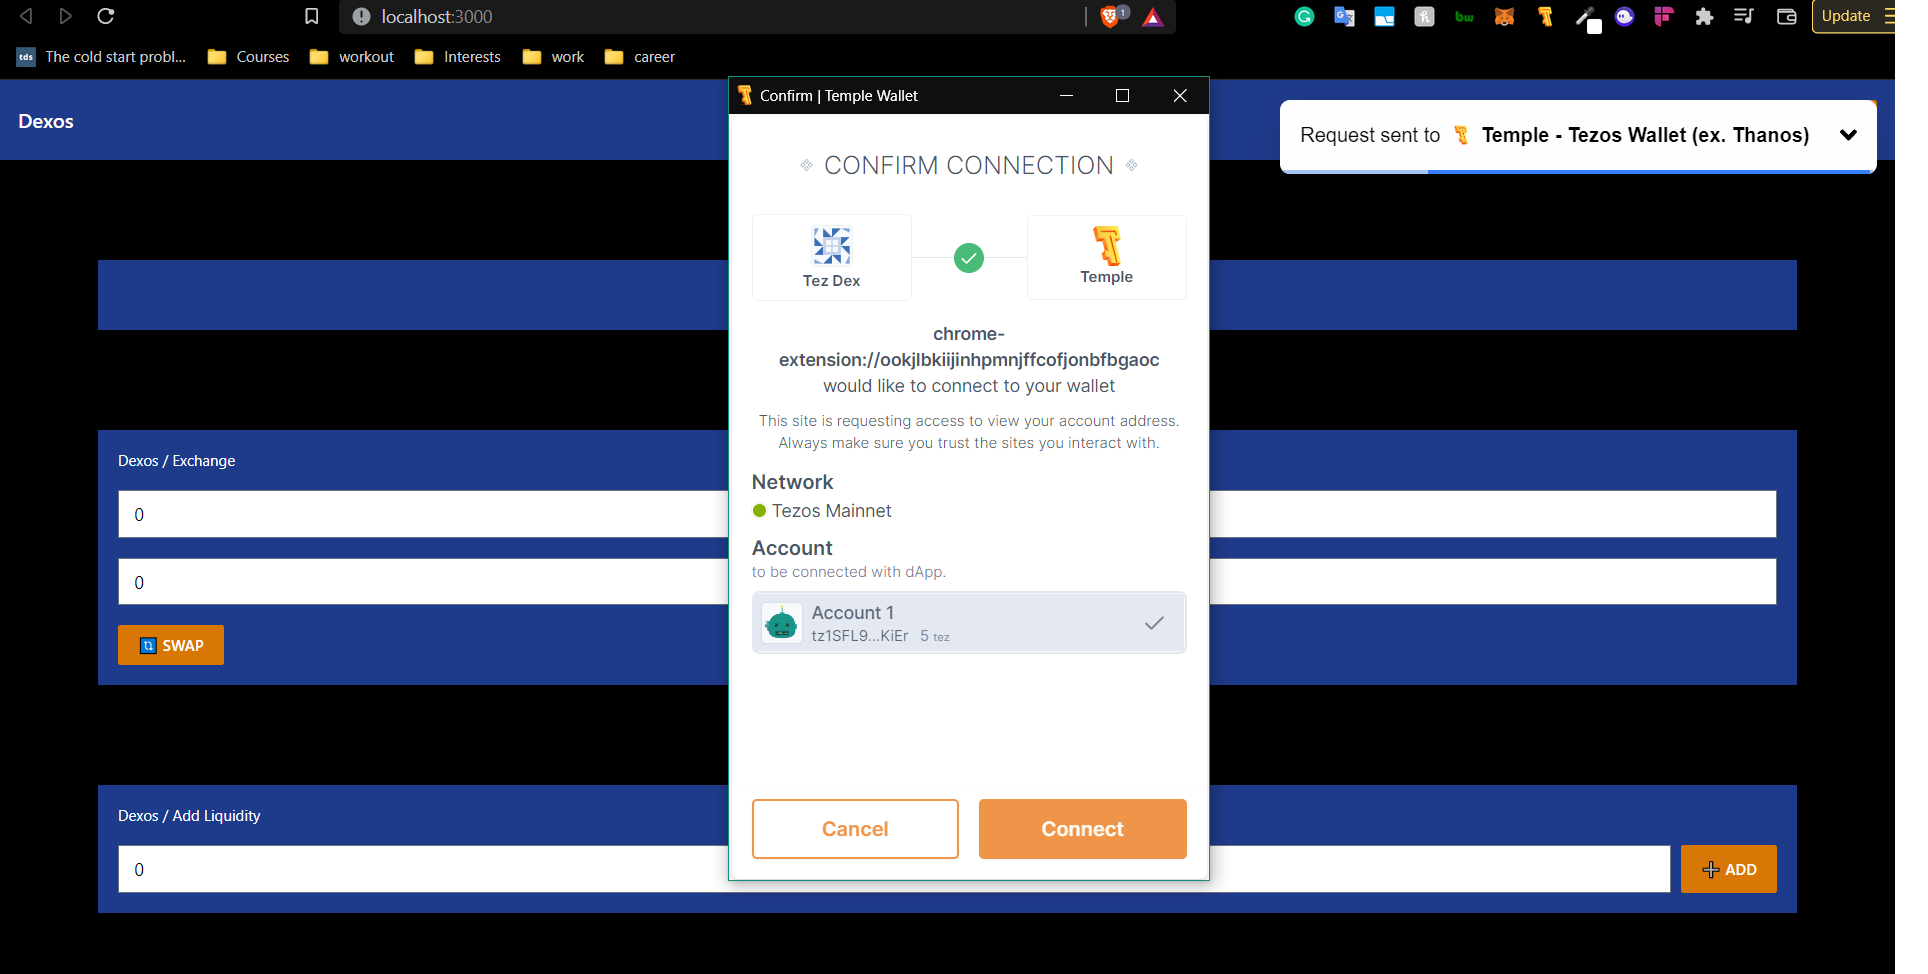 localhost:3000
1
Update
tds
The cold start probl...
Courses
workout
Interests
work
career
Dexos
Confirm | Temple Wallet
Request sent to Temple - Tezos Wallet (ex. Thanos)
CONFIRM CONNECTION
Tez Dex
Temple
chrome-
extension://ookjlbkiijinhpmnjffcofjonbfbgaoc
would like to connect to your wallet
This site is requesting access to view your account address.
Always make sure you trust the sites you interact with.
Network
Tezos Mainnet
Account
to be connected with dApp.
Account 1
tz1SFL9...KiEr 5 tez
Cancel
Connect
Dexos / Exchange
0
0
SWAP
Dexos / Add Liquidity
0
ADD